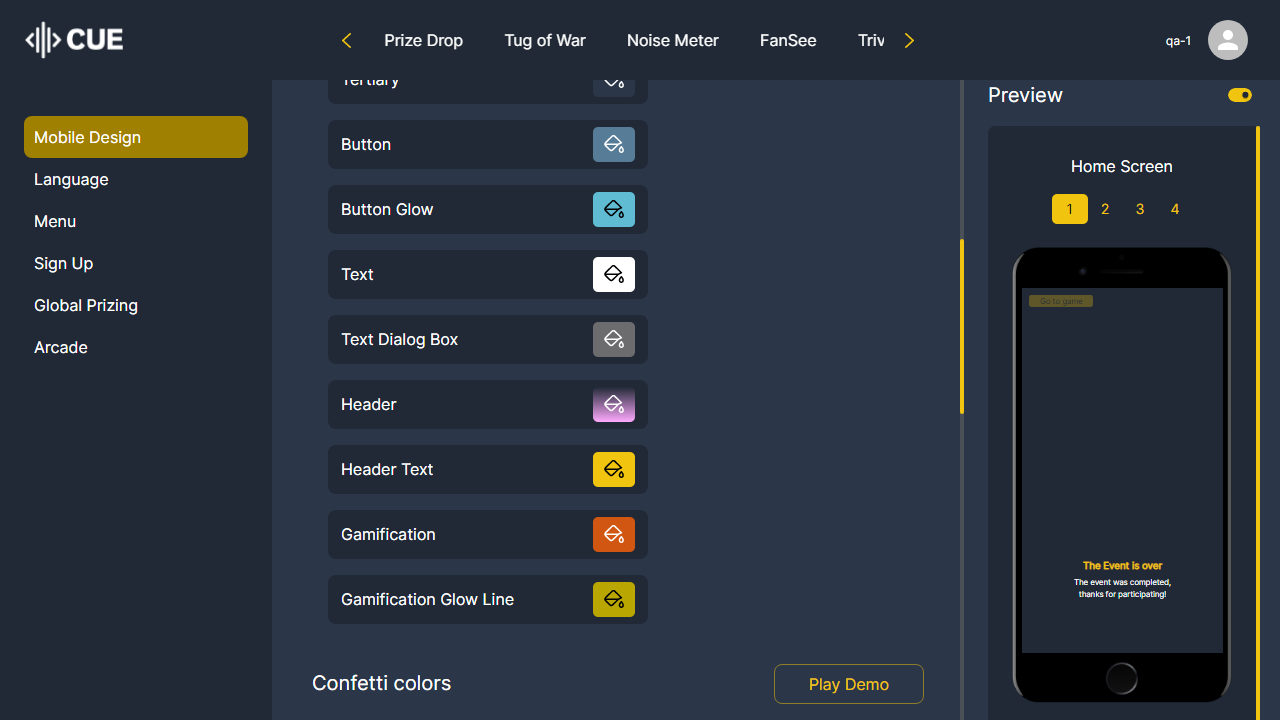 CUE
Prize Drop
Tug of War
Noise Meter
FanSee
Triv
qa-1
Mobile Design
Language
Menu
Sign Up
Global Prizing
Arcade
Tertiary
Button
Button Glow
Text
Text Dialog Box
Header
Header Text
Gamification
Gamification Glow Line
Confetti colors
Play Demo
Preview
Home Screen
1 2 3 4
Go to game
The Event is over
The event was completed,
thanks for participating!